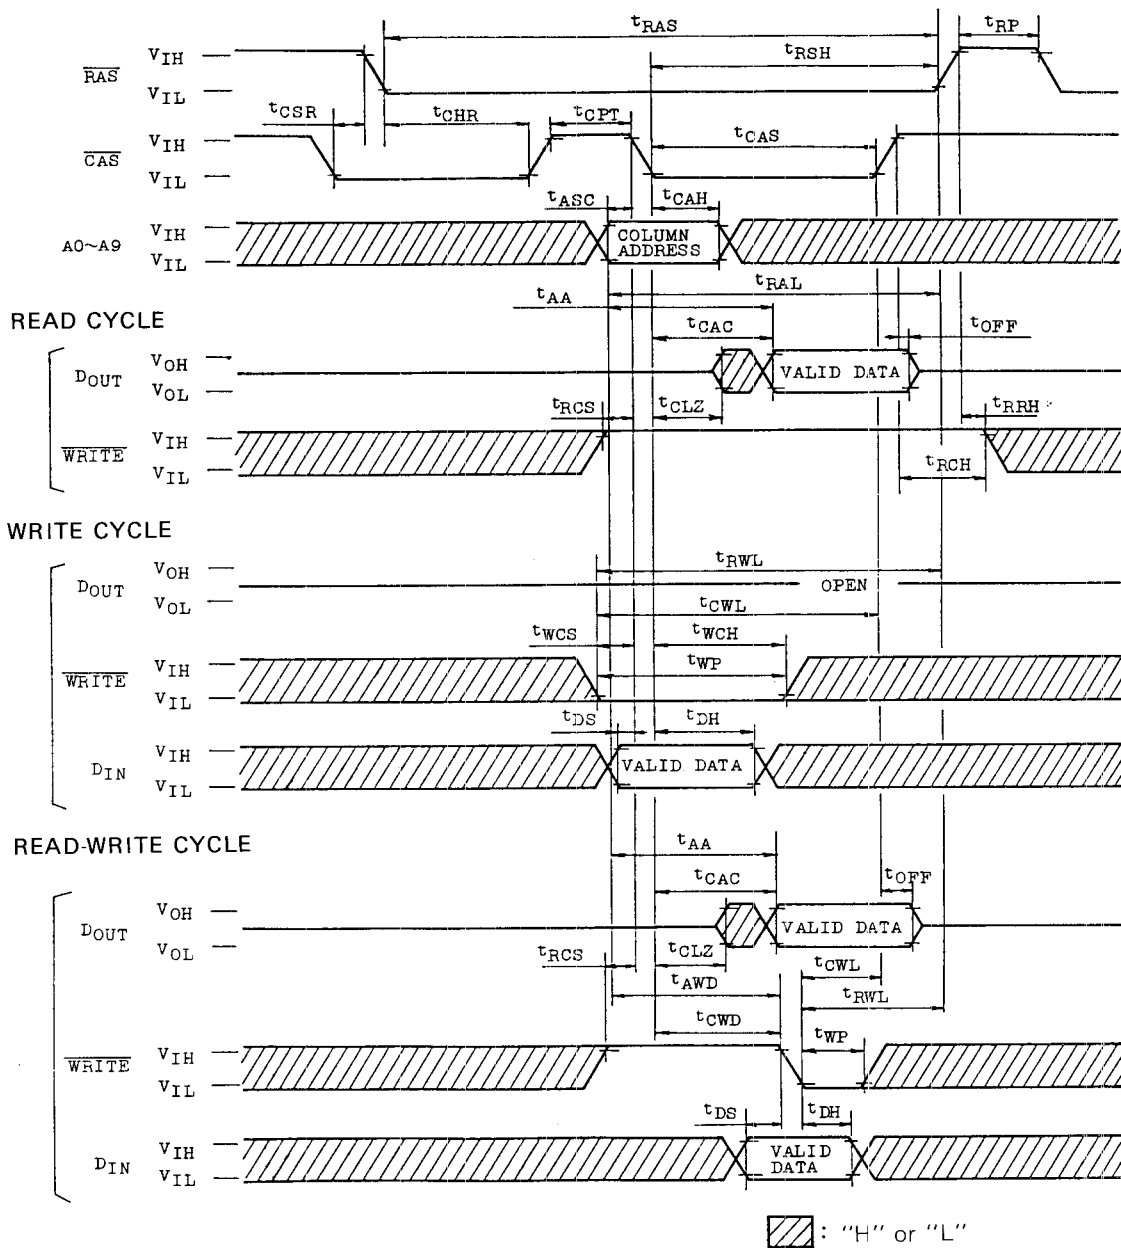 tRAS
tRP
tRSH
RAS
VIH
VIL
tCSR
tCHR
tCPT
tCAS
CAS
VIH
VIL
tASC
tCAH
A0~A9
VIH
VIL
COLUMN
ADDRESS
tRAL
tAA
READ CYCLE
tCAC
tOFF
DOUT
VOH
VOL
VALID DATA
tRCS
tCLZ
tRRH
WRITE
VIH
VIL
tRCH
WRITE CYCLE
tRWL
DOUT
VOH
VOL
OPEN
tCWL
tWCS
tWCH
WRITE
VIH
VIL
tWP
tDS
tDH
DIN
VIH
VIL
VALID DATA
READ-WRITE CYCLE
tAA
tCAC
tOFF
DOUT
VOH
VOL
VALID DATA
tRCS
tCLZ
tCWL
tAWD
tRWL
tCWD
tWP
WRITE
VIH
VIL
tDS
tDH
DIN
VIH
VIL
VALID
DATA
: "H" or "L"